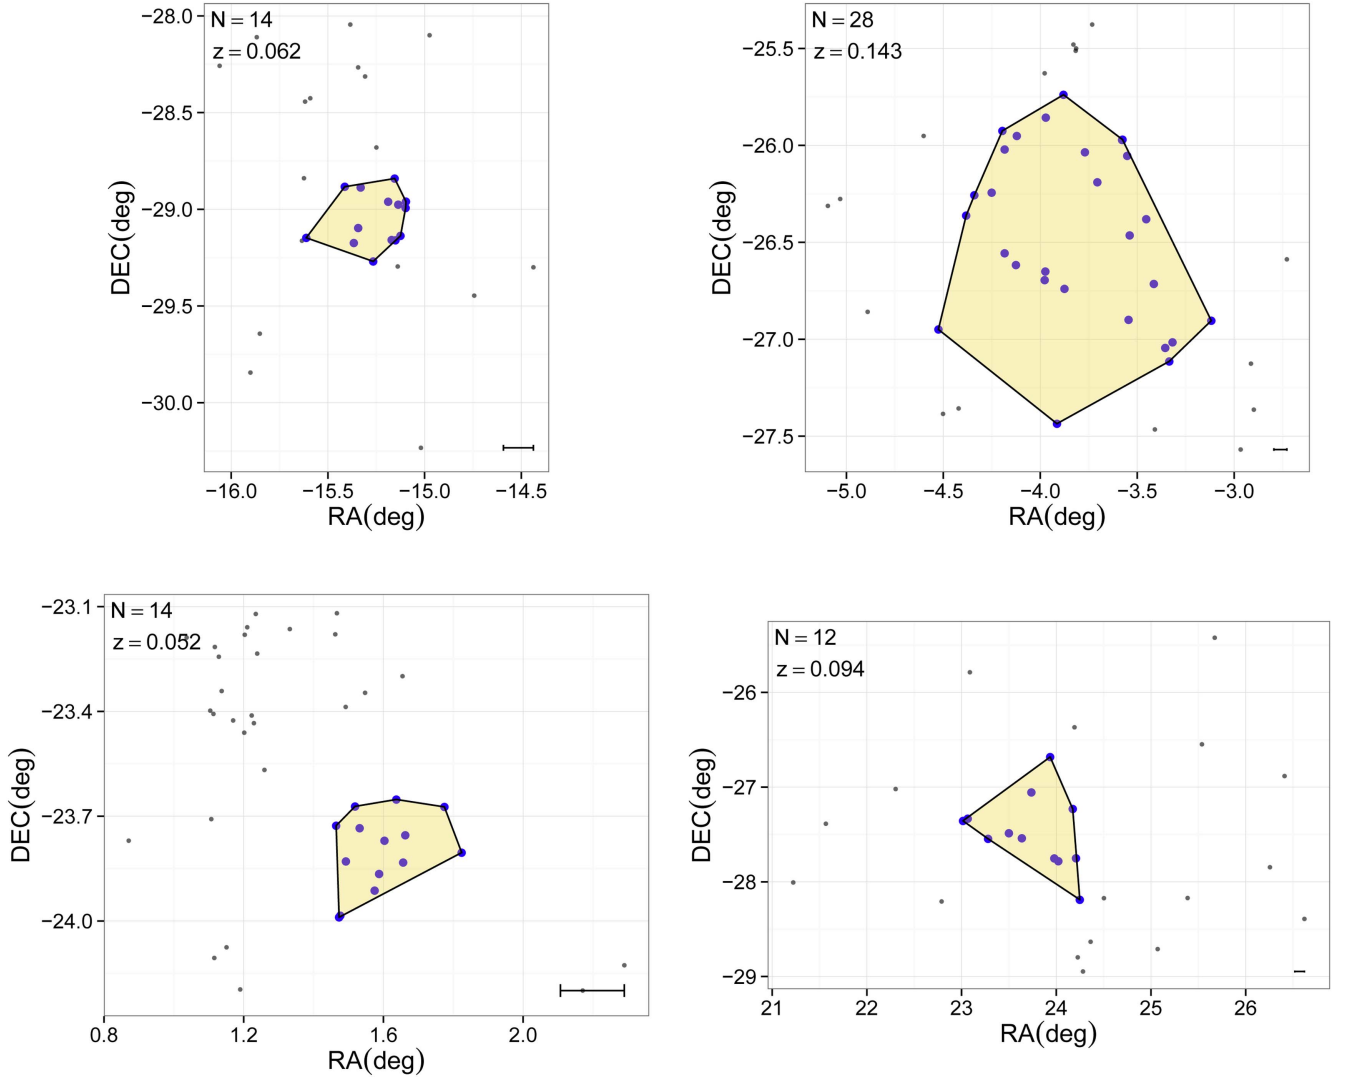 N = 14
z = 0.062
−28.0
−28.5
−29.0
−29.5
−30.0
DEC(deg)
−16.0 −15.5 −15.0 −14.5
RA(deg)
N = 28
z = 0.143
−25.5
−26.0
−26.5
−27.0
−27.5
DEC(deg)
−5.0 −4.5 −4.0 −3.5 −3.0
RA(deg)
N = 14
z = 0.052
−23.1
−23.4
−23.7
−24.0
DEC(deg)
0.8 1.2 1.6 2.0
RA(deg)
N = 12
z = 0.094
−26
−27
−28
−29
DEC(deg)
21 22 23 24 25 26
RA(deg)